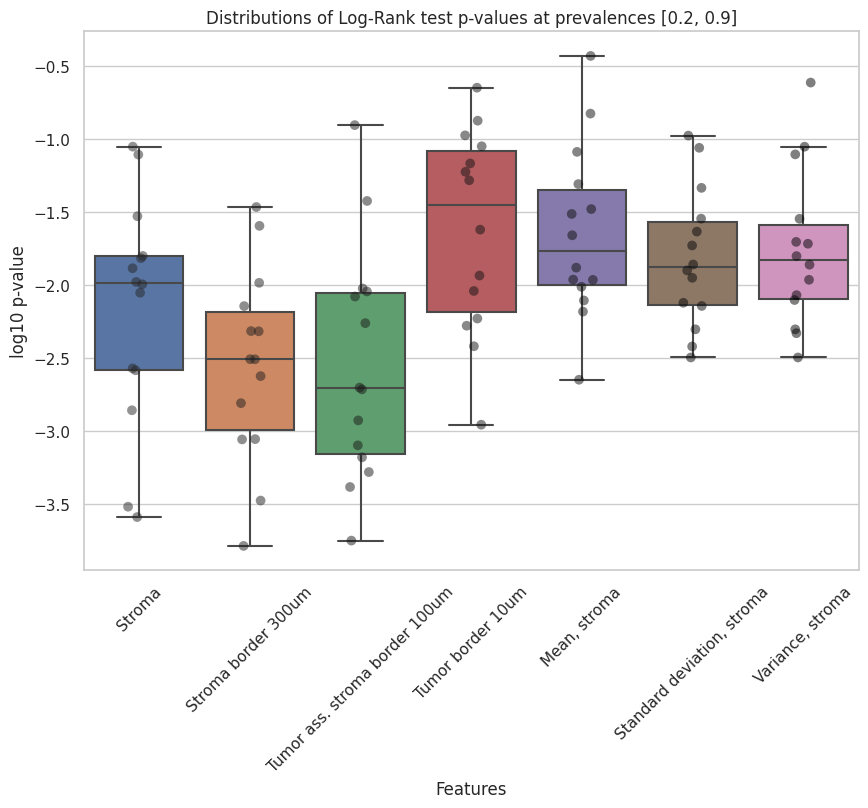 Distributions of Log-Rank test p-values at prevalences [0.2, 0.9]
log10 p-value
−0.5
−1.0
−1.5
−2.0
−2.5
−3.0
−3.5
Stroma
Stroma border 300um
Tumor ass. stroma border 100um
Tumor border 10um
Mean, stroma
Standard deviation, stroma
Variance, stroma
Features